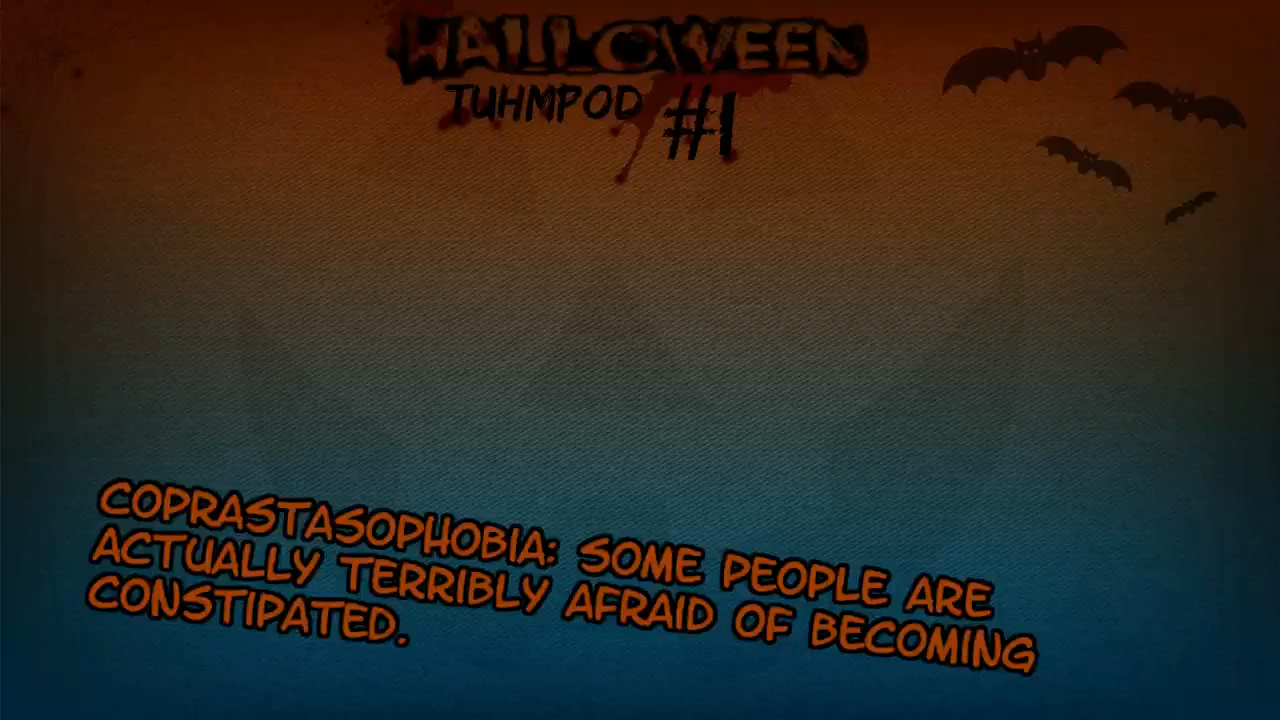 HALLOWEEN
TUHMPOD #1
COPRASTASOPHOBIA: SOME PEOPLE ARE
ACTUALLY TERRIBLY AFRAID OF BECOMING
CONSTIPATED.